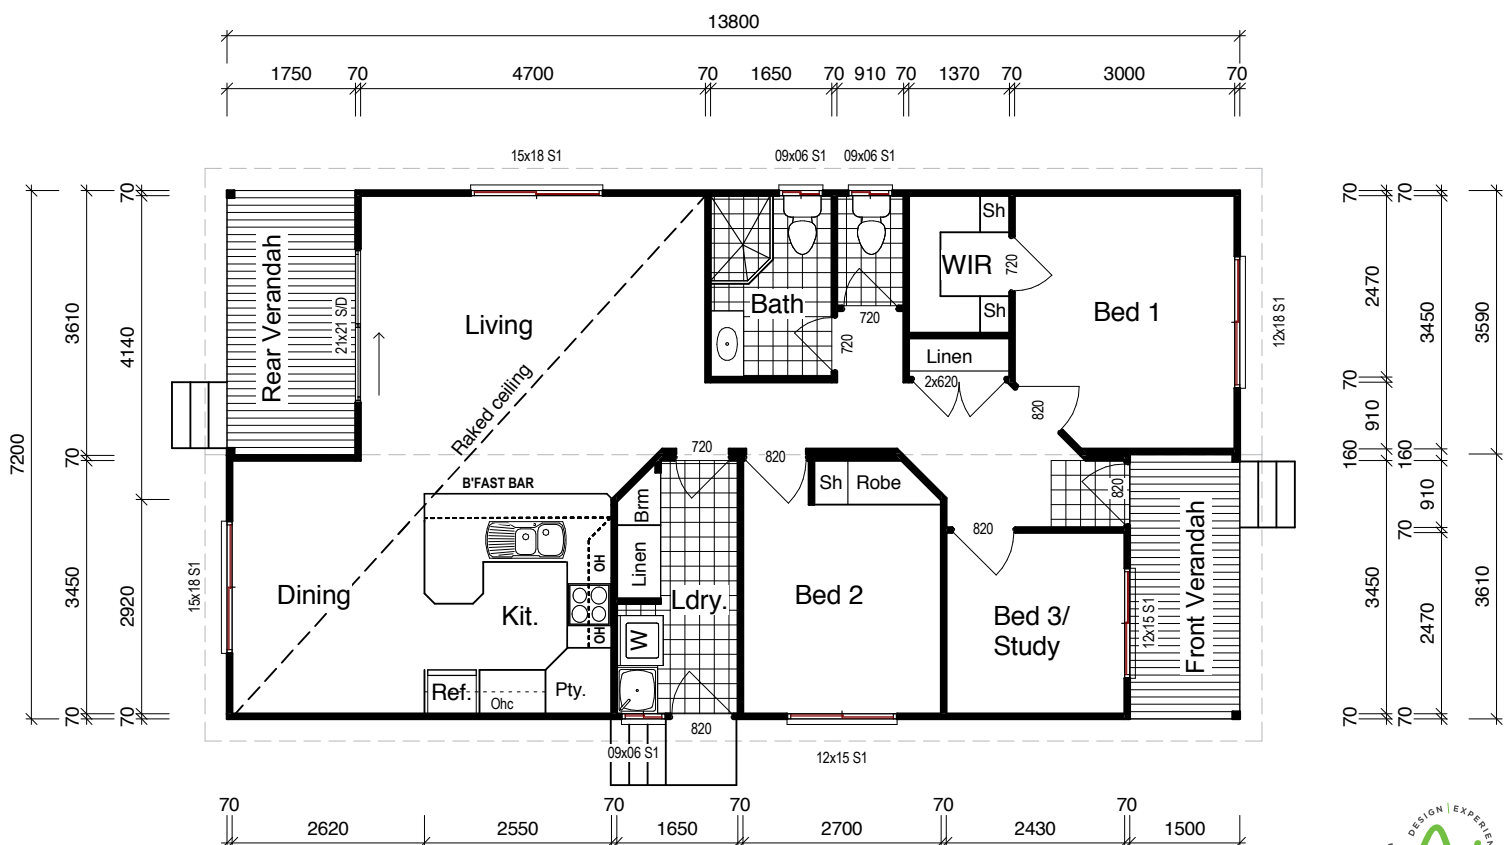 13800
1750 70 4700 70 1650 70 910 70 1370 70 3000 70
15x18 S1
09x06 S1
09x06 S1
7200
70
3610
70
3450
70
70
4140
2920
70
Rear Verandah
21x21 S/D
Living
Raked ceiling
Bath
720
720
WIR
Sh
Sh
720
Linen
2x620
Bed 1
820
12x18 S1
70
2470
70
910
160
3450
70
70
3450
160
910
70
2470
70
3590
3610
B'FAST BAR
720
820
Brm
Linen
Sh
Robe
820
820
Front Verandah
OH
OH
15x18 S1
Dining
Kit.
Ldry.
W
Bed 2
Bed 3/
Study
12x15 S1
Ref.
Ohc
Pty.
820
09x06 S1
12x15 S1
70 70 70 70 70
2620 2550 1650 2700 2430 1500
DESIGN